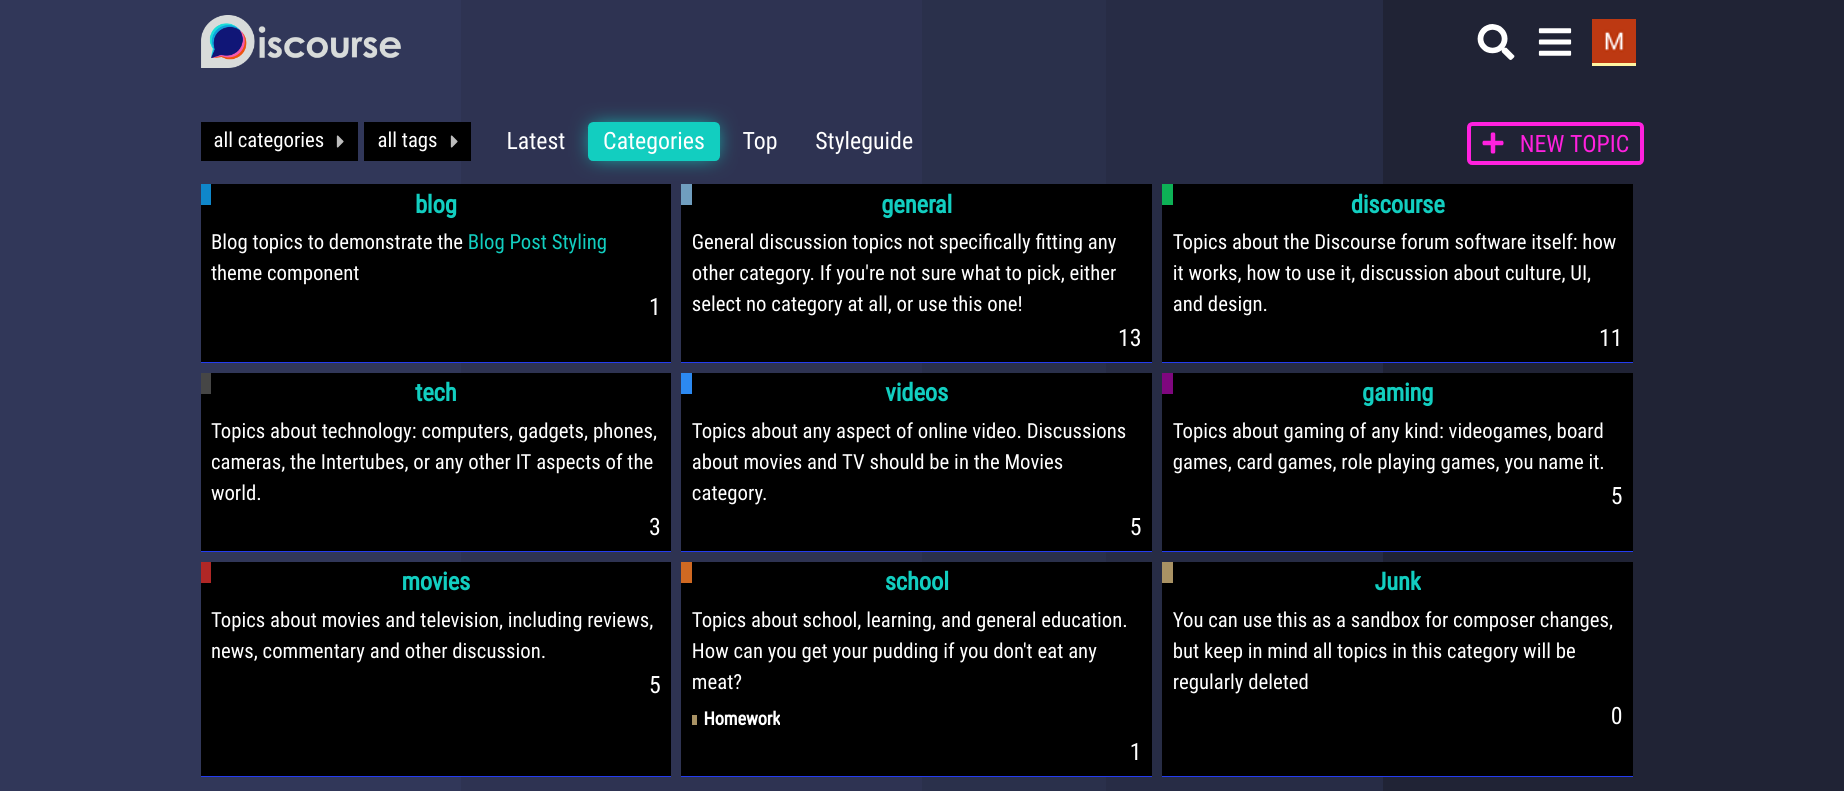 Discourse
M
all categories
all tags
Latest
Categories
Top
Styleguide
NEW TOPIC
blog
Blog topics to demonstrate the Blog Post Styling
theme component
1
general
General discussion topics not specifically fitting any
other category. If you're not sure what to pick, either
select no category at all, or use this one!
13
discourse
Topics about the Discourse forum software itself: how
it works, how to use it, discussion about culture, UI,
and design.
11
tech
Topics about technology: computers, gadgets, phones,
cameras, the Intertubes, or any other IT aspects of the
world.
3
videos
Topics about any aspect of online video. Discussions
about movies and TV should be in the Movies
category.
5
gaming
Topics about gaming of any kind: videogames, board
games, card games, role playing games, you name it.
5
movies
Topics about movies and television, including reviews,
news, commentary and other discussion.
5
school
Topics about school, learning, and general education.
How can you get your pudding if you don't eat any
meat?
Homework
1
Junk
You can use this as a sandbox for composer changes,
but keep in mind all topics in this category will be
regularly deleted
0